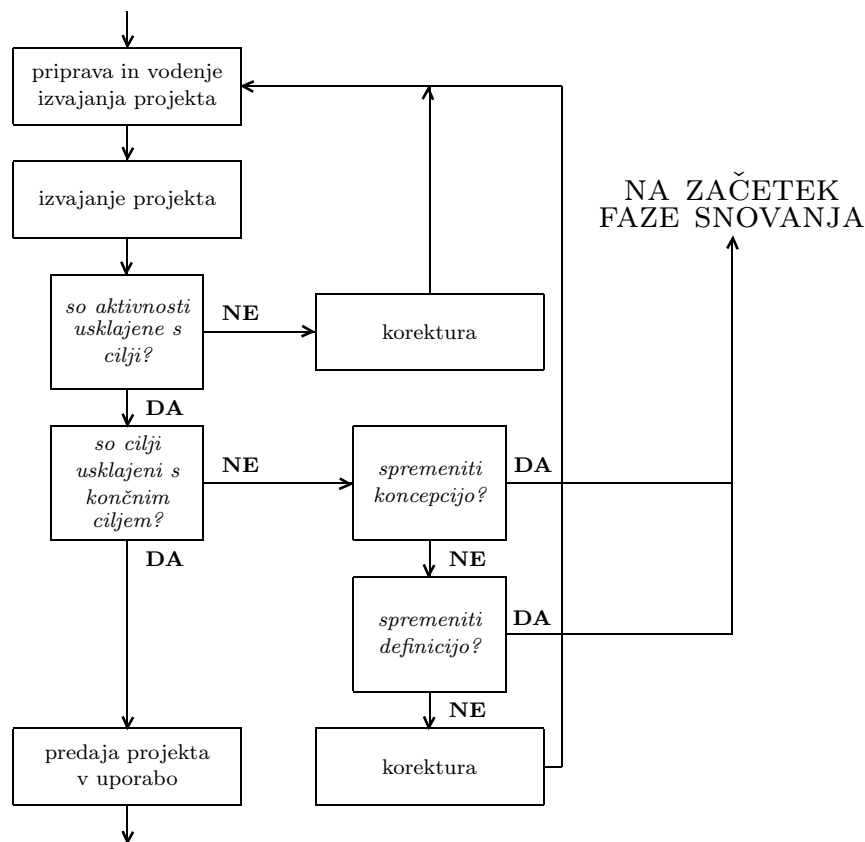 priprava in vodenje
izvajanja projekta
izvajanje projekta
NA ZAČETEK
FAZE SNOVANJA
so aktivnosti
usklajene s
cilji?
NE
korektura
DA
so cilji
usklajeni s
končnim
ciljem?
NE
spremeniti
koncepcijo?
DA
DA
NE
spremeniti
definicijo?
DA
NE
predaja projekta
v uporabo
korektura